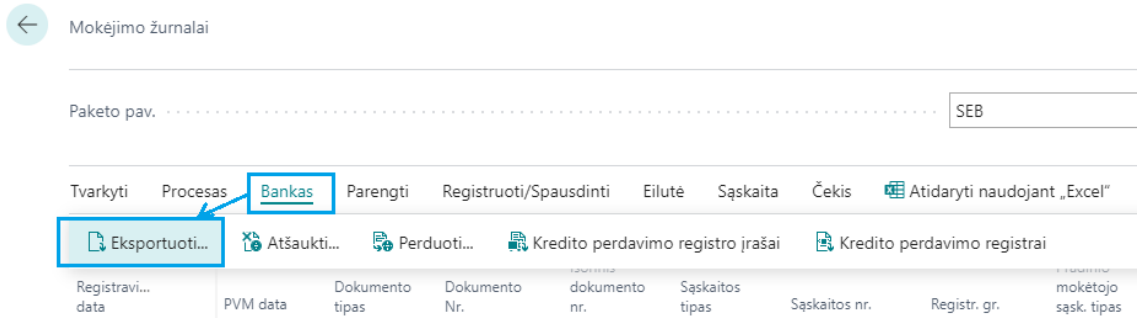 Mokėjimo žurnalai
Paketo pav. SEB
Tvarkyti Procesas Bankas Parengti Registruoti/Spausdinti Eilutė Sąskaita Čekis Atidaryti naudojant „Excel“
Eksportuoti... Atšaukti... Perduoti... Kredito perdavimo registro įrašai Kredito perdavimo registrai
Registravi... data PVM data Dokumento tipas Dokumento Nr. dokumento nr. Sąskaitos tipas Sąskaitos nr. Registr. gr. mokėtojo sąsk. tipas